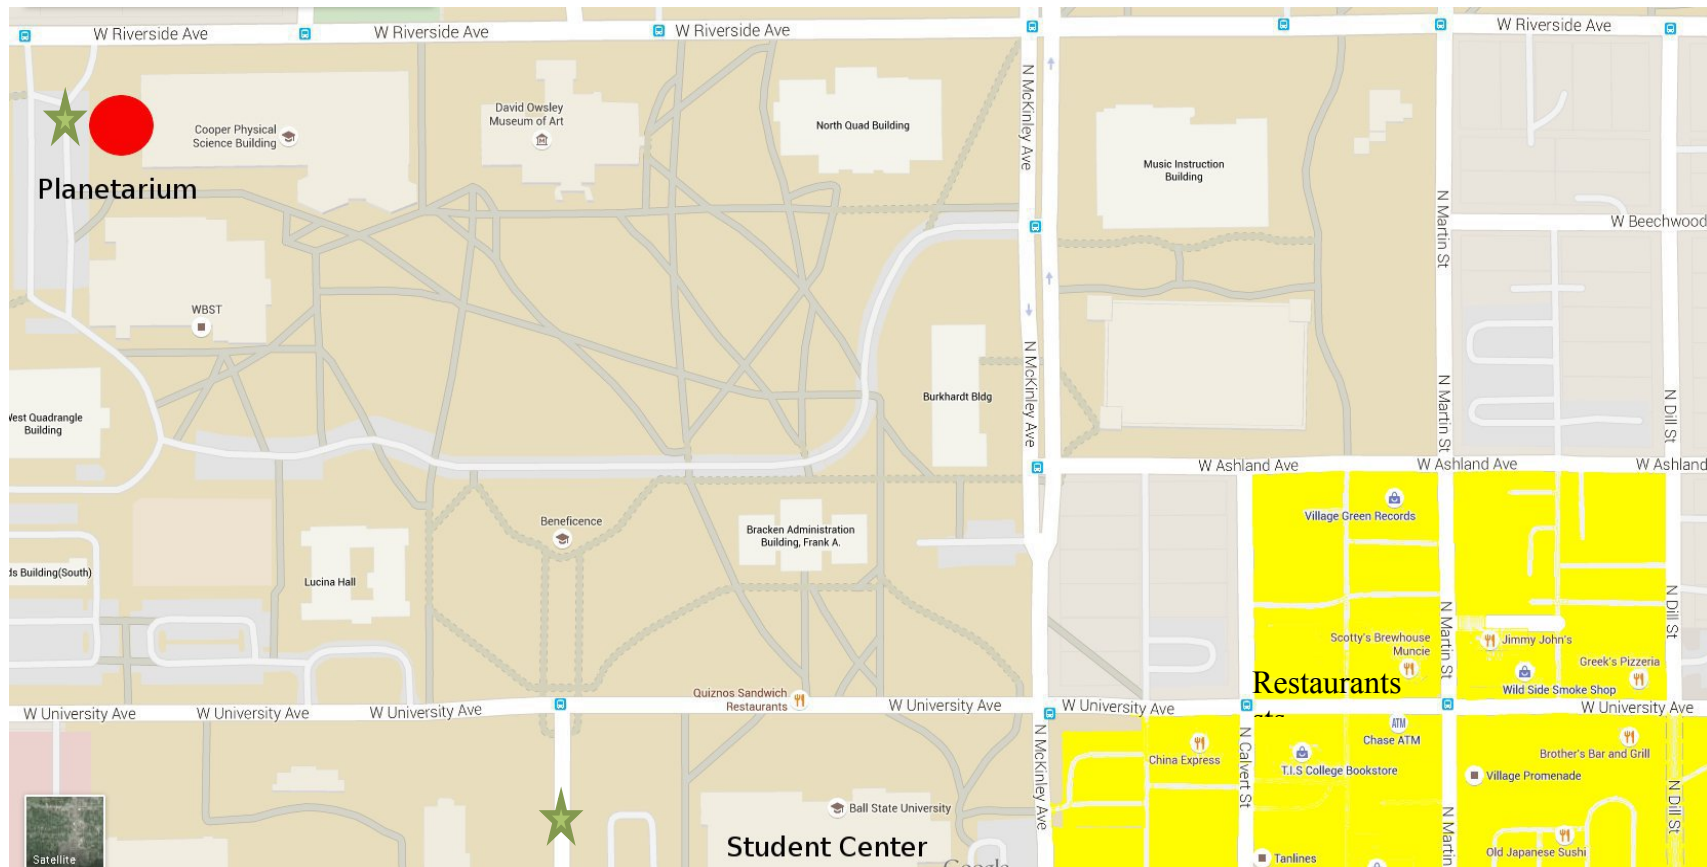 W Riverside Ave
W Riverside Ave
W Riverside Ave
W Riverside Ave
N McKinley Ave
David Owsley
Museum of Art
Cooper Physical
Science Building
North Quad Building
Music Instruction
Building
Planetarium
N Martin St
W Beechwood
WBST
N McKinley Ave
N Martin St
Burkhardt Bldg
N Dill St
West Quadrangle
Building
W Ashland Ave
W Ashland Ave
W Ashland
Village Green Records
Beneficence
Bracken Administration
Building, Frank A.
ds Building(South)
Lucina Hall
N Martin St
N Dill St
Scotty's Brewhouse
Muncie
Jimmy John's
Greek's Pizzeria
Restaurants
Wild Side Smoke Shop
Quiznos Sandwich
Restaurants
W University Ave
W University Ave
W University Ave
W University Ave
W University Ave
W University Ave
N McKinley Ave
N Calvert St
ATM
Chase ATM
China Express
T.I.S College Bookstore
Brother's Bar and Grill
Village Promenade
N Dill St
Ball State University
N Martin
Student Center
Old Japanese Sushi
Satellite
Google
Tanlines